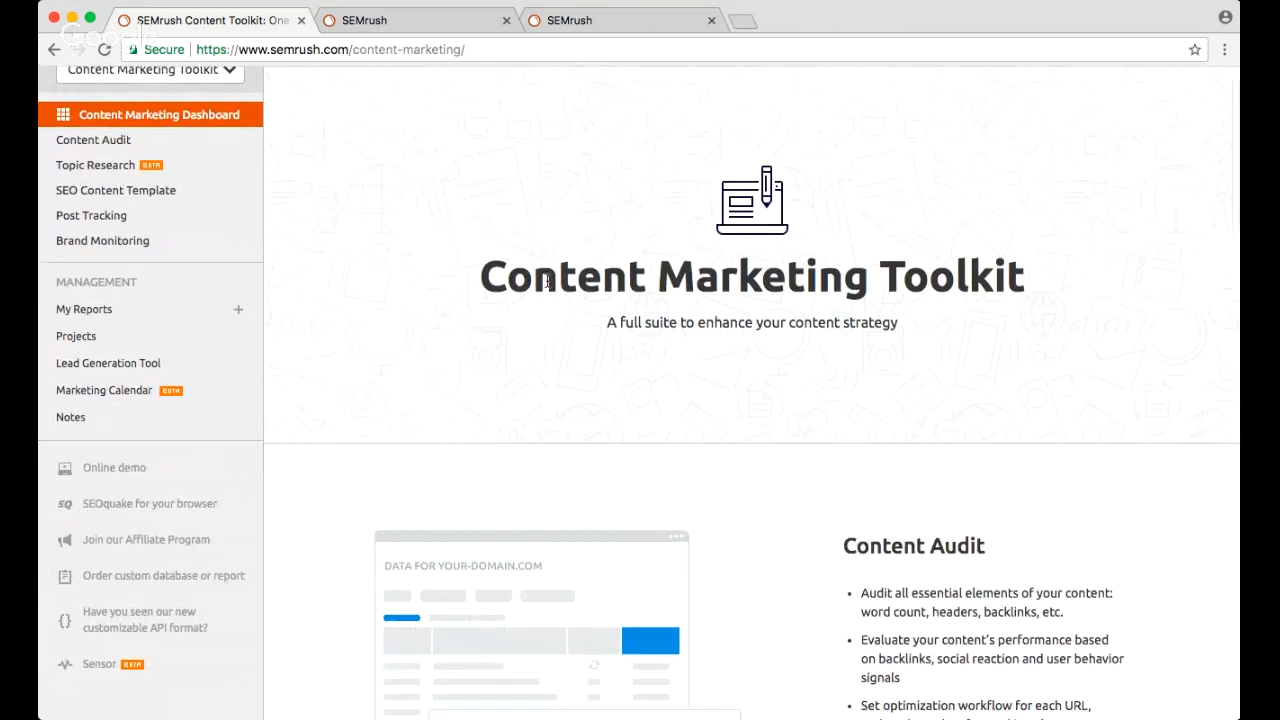 SEMrush Content Toolkit: One
SEMrush
SEMrush
Google
Secure
https://www.semrush.com/content-marketing/
Content Marketing Toolkit
Content Marketing Dashboard
Content Audit
Topic Research BETA
SEO Content Template
Post Tracking
Brand Monitoring
MANAGEMENT
My Reports +
Projects
Lead Generation Tool
Marketing Calendar BETA
Notes
Online demo
SQ SEOquake for your browser
Join our Affiliate Program
Order custom database or report
{} Have you seen our new
customizable API format?
Sensor BETA
Content Marketing Toolkit
A full suite to enhance your content strategy
DATA FOR YOUR-DOMAIN.COM
Content Audit
• Audit all essential elements of your content:
word count, headers, backlinks, etc.
• Evaluate your content's performance based
on backlinks, social reaction and user behavior
signals
• Set optimization workflow for each URL,